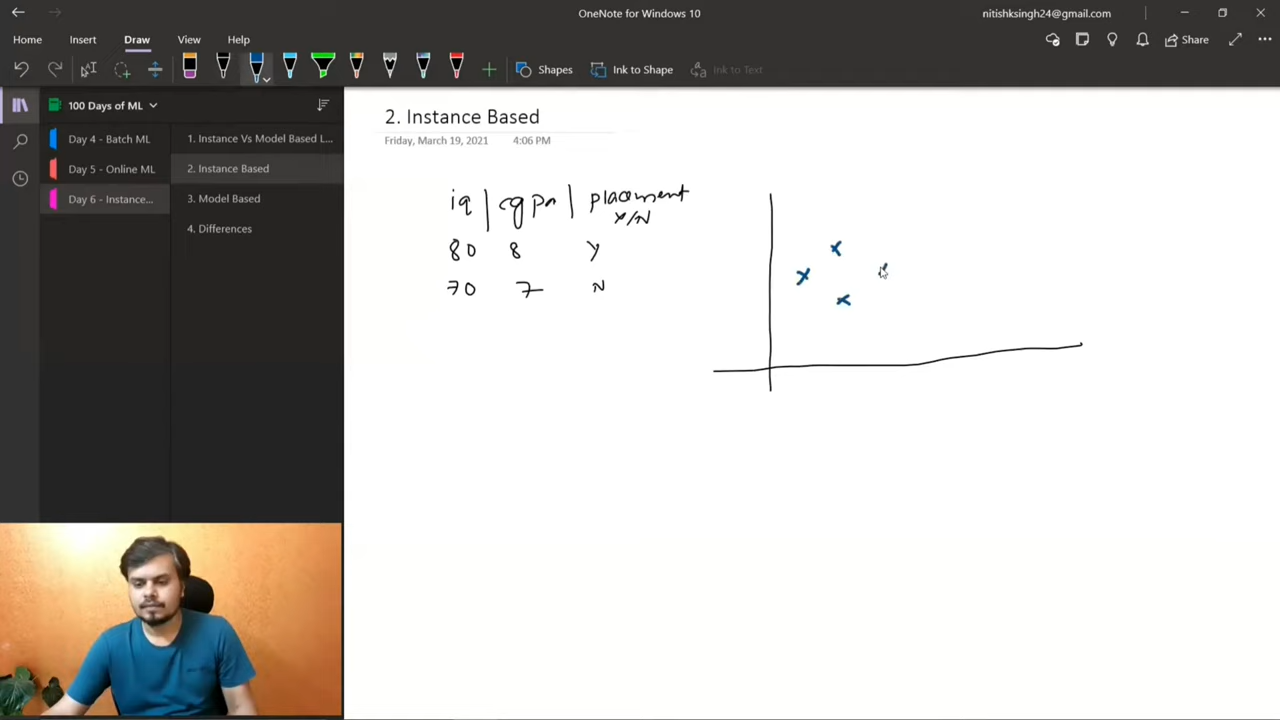 OneNote for Windows 10
nitishksingh24@gmail.com
Home Insert Draw View Help
Share
Shapes Ink to Shape Ink to Text
100 Days of ML
Day 4 - Batch ML
Day 5 - Online ML
Day 6 - Instance...
1. Instance Vs Model Based L...
2. Instance Based
3. Model Based
4. Differences
2. Instance Based
Friday, March 19, 2021 4:06 PM
iq | cgpa | placement
Y/N
80 8 Y
70 7 N